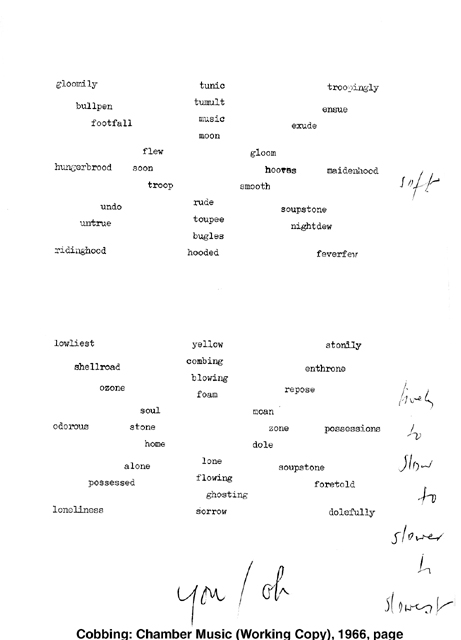 gloomily tunic troopingly
bullpen tumult ensue
footfall music exude
moon
flew gloom
hungerbrood soon hooves maidenhood soft
troop smooth
undo rude soupstone
untrue toupee nightdew
bugles
ridinghood hooded feverfew
lowliest yellow stonily
shellroad combing enthrone
blowing
ozone foam repose lively
soul moan
odorous stone zone possessions to
home dole
alone lone soupstone slow
possessed flowing foretold
ghosting to
loneliness sorrow dolefully
slower
to
you / oh slowest
Cobbing: Chamber Music (Working Copy), 1966, page